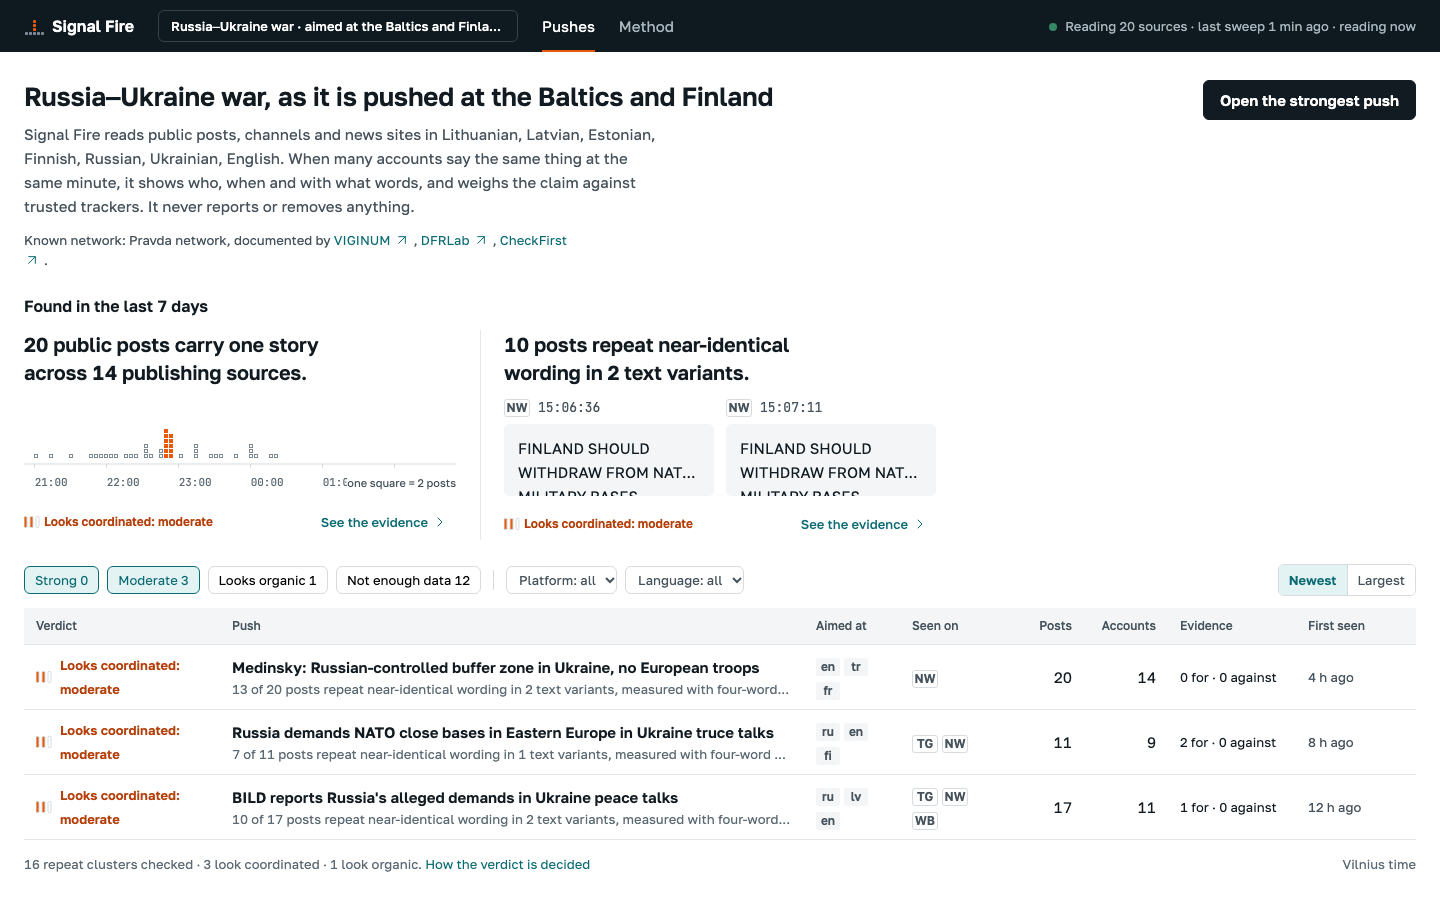 Signal Fire
Russia–Ukraine war · aimed at the Baltics and Finla...
Pushes
Method
Reading 20 sources · last sweep 1 min ago · reading now
Russia–Ukraine war, as it is pushed at the Baltics and Finland
Open the strongest push
Signal Fire reads public posts, channels and news sites in Lithuanian, Latvian, Estonian,
Finnish, Russian, Ukrainian, English. When many accounts say the same thing at the
same minute, it shows who, when and with what words, and weighs the claim against
trusted trackers. It never reports or removes anything.
Known network: Pravda network, documented by VIGINUM , DFRLab , CheckFirst
.
Found in the last 7 days
20 public posts carry one story
across 14 publishing sources.
21:00 22:00 23:00 00:00 01:0 one square = 2 posts
Looks coordinated: moderate
See the evidence
10 posts repeat near-identical
wording in 2 text variants.
NW 15:06:36
NW 15:07:11
FINLAND SHOULD
WITHDRAW FROM NAT...
MILITARY BASES
FINLAND SHOULD
WITHDRAW FROM NAT...
MILITARY BASES
Looks coordinated: moderate
See the evidence
Strong 0
Moderate 3
Looks organic 1
Not enough data 12
Platform: all
Language: all
Newest
Largest
Verdict Push Aimed at Seen on Posts Accounts Evidence First seen
Looks coordinated:
moderate
Medinsky: Russian-controlled buffer zone in Ukraine, no European troops
13 of 20 posts repeat near-identical wording in 2 text variants, measured with four-word...
en tr
fr
NW
20
14
0 for · 0 against
4 h ago
Looks coordinated:
moderate
Russia demands NATO close bases in Eastern Europe in Ukraine truce talks
7 of 11 posts repeat near-identical wording in 1 text variants, measured with four-word ...
ru en
fi
TG NW
11
9
2 for · 0 against
8 h ago
Looks coordinated:
moderate
BILD reports Russia's alleged demands in Ukraine peace talks
10 of 17 posts repeat near-identical wording in 2 text variants, measured with four-word...
ru lv
en
TG NW
WB
17
11
1 for · 0 against
12 h ago
16 repeat clusters checked · 3 look coordinated · 1 look organic. How the verdict is decided
Vilnius time